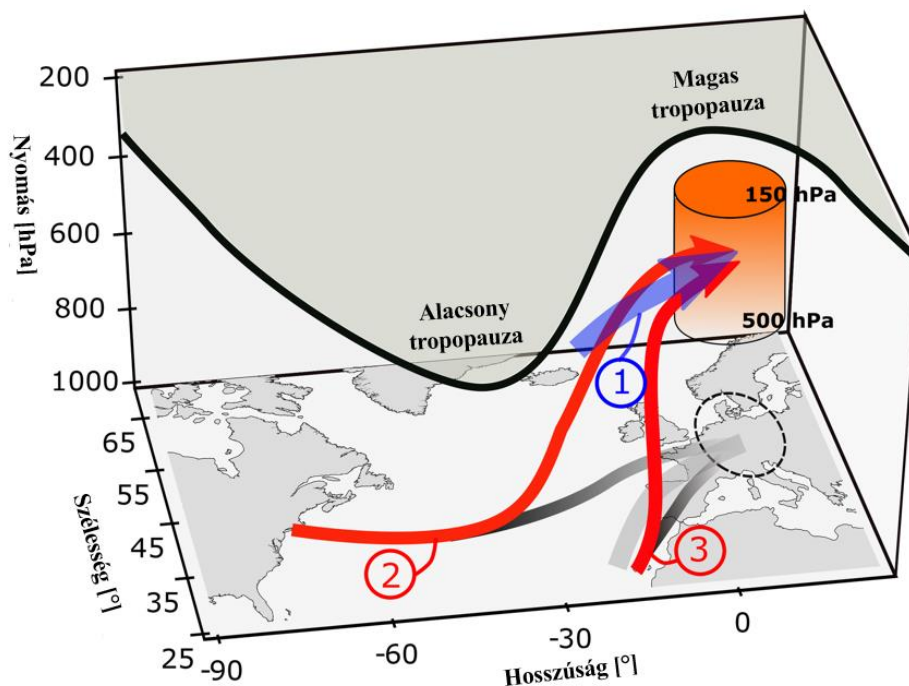 Nyomás [hPa]
200
400
600
800
1000
Magas
tropopauza
Alacsony
tropopauza
150 hPa
500 hPa
1
2
3
65
55
45
35
25
Szélesség [°]
-90
-60
-30
0
Hosszúság [°]